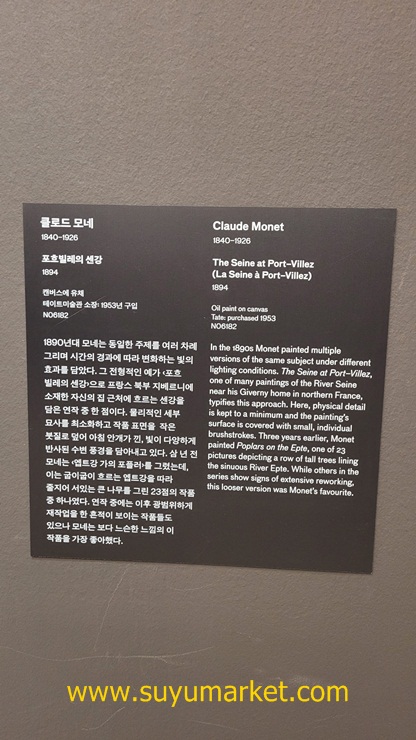 클로드 모네
1840–1926
포흐빌레의 센강
1894
캔버스에 유채
테이트미술관 소장: 1953년 구입
N06182
1890년대 모네는 동일한 주제를 여러 차례
그리며 시간의 경과에 따라 변화하는 빛의
효과를 담았다. 그 전형적인 예가 ‹포흐
빌레의 센강›으로 프랑스 북부 지베르니에
소재한 자신의 집 근처에 흐르는 센강을
담은 연작 중 한 점이다. 물리적인 세부
묘사를 최소화하고 작품 표면을 작은
붓질로 덮어 아침 안개가 낀, 빛이 다양하게
반사된 수변 풍경을 담아내고 있다. 삼 년 전
모네는 ‹엡트강 가의 포플러›를 그렸는데,
이는 굽이굽이 흐르는 엡트강을 따라
줄지어 서있는 큰 나무를 그린 23점의 작품
중 하나였다. 연작 중에는 이후 광범위하게
재작업을 한 흔적이 보이는 작품들도
있으나 모네는 보다 느슨한 느낌의 이
작품을 가장 좋아했다.
Claude Monet
1840–1926
The Seine at Port–Villez
(La Seine à Port–Villez)
1894
Oil paint on canvas
Tate: purchased 1953
N06182
In the 1890s Monet painted multiple
versions of the same subject under different
lighting conditions. The Seine at Port–Villez,
one of many paintings of the River Seine
near his Giverny home in northern France,
typifies this approach. Here, physical detail
is kept to a minimum and the painting's
surface is covered with small, individual
brushstrokes. Three years earlier, Monet
painted Poplars on the Epte, one of 23
pictures depicting a row of tall trees lining
the sinuous River Epte. While others in the
series show signs of extensive reworking,
this looser version was Monet's favourite.
www.suyumarket.com